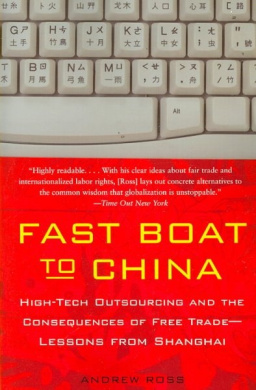 G H J K L
B N M < >
Alt
"Highly readable. . . . With his clear ideas about fair trade and
internationalized labor rights, [Ross] lays out concrete alternatives to
the common wisdom that globalization is unstoppable."
—Time Out New York
FAST BOAT
TO CHINA
High-Tech Outsourcing and the
Consequences of Free Trade—
Lessons from Shanghai
ANDREW ROSS